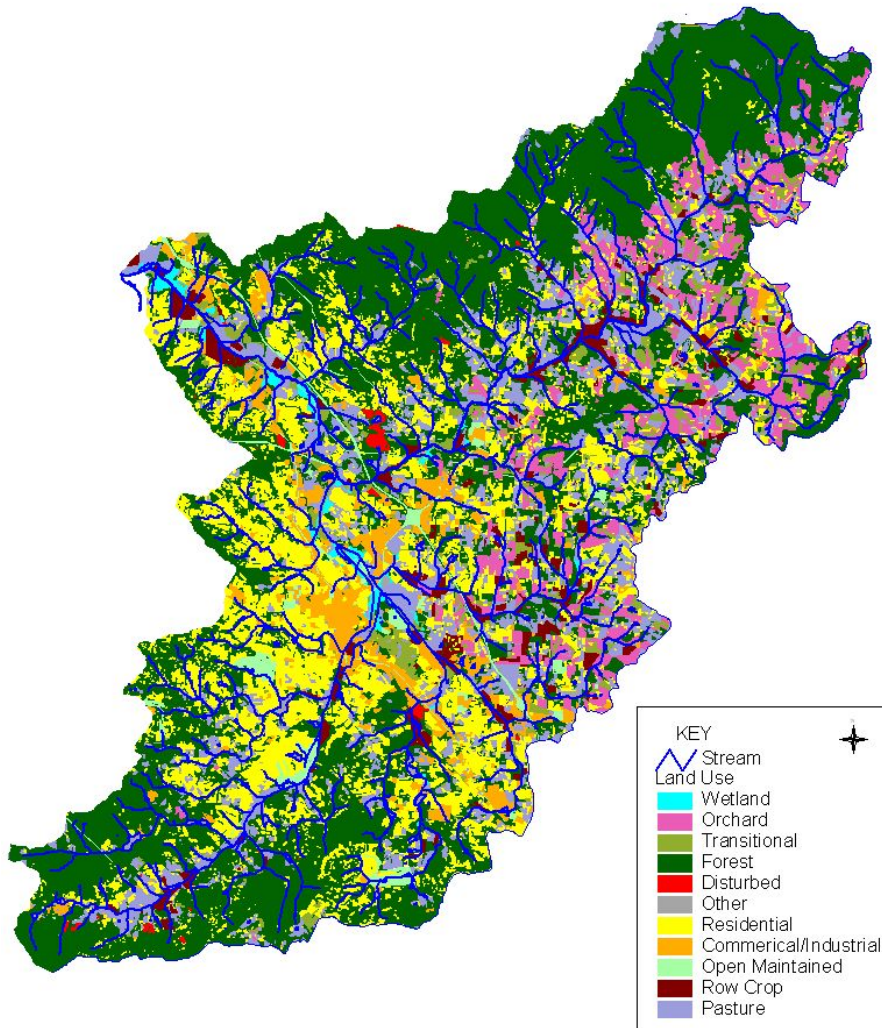 KEY
Stream
Land Use
Wetland
Orchard
Transitional
Forest
Disturbed
Other
Residential
Commerical/Industrial
Open Maintained
Row Crop
Pasture